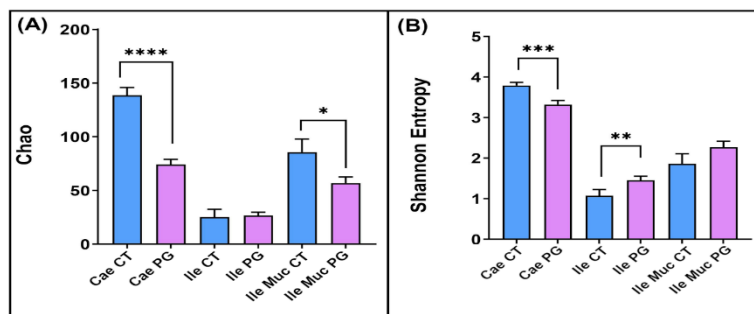 (A)
Chao
200
150
100
50
0
****
*
Cae CT
Cae PG
Ile CT
Ile PG
Ile Muc CT
Ile Muc PG
(B)
Shannon Entropy
5
4
3
2
1
0
***
**
Cae CT
Cae PG
Ile CT
Ile PG
Ile Muc CT
Ile Muc PG